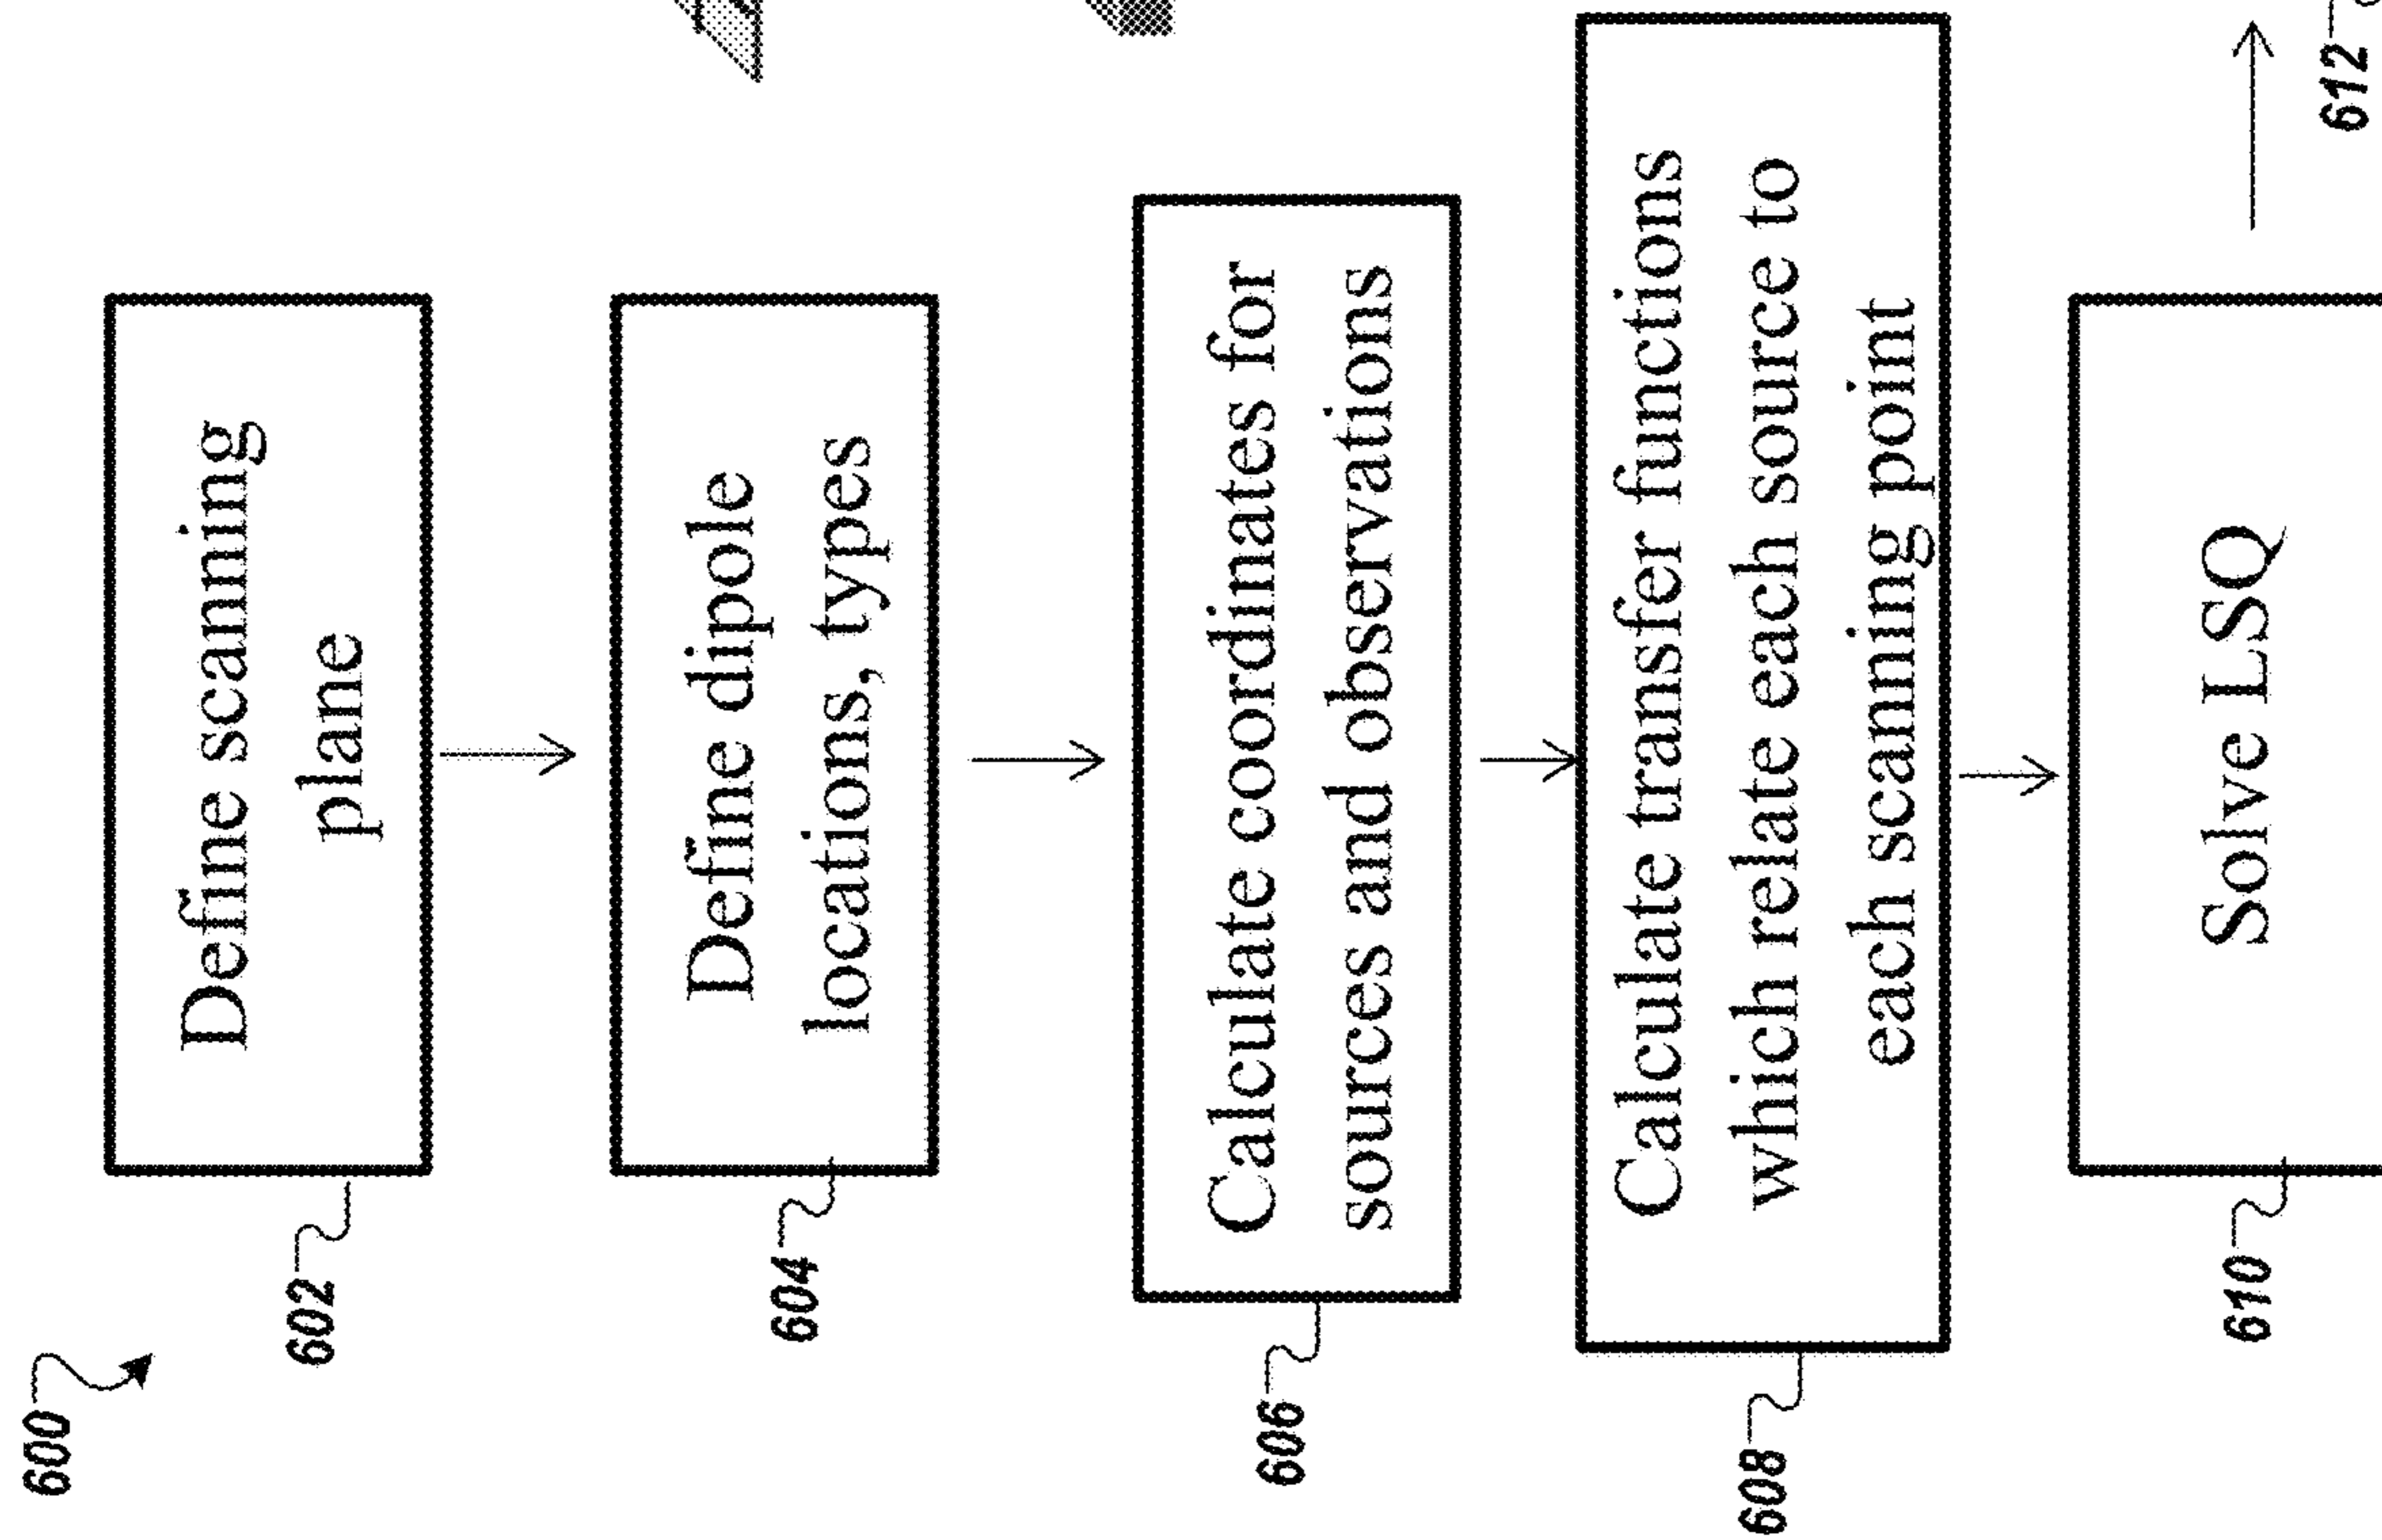 600
602
Define scanning
plane
604
Define dipole
locations, types
606
Calculate coordinates for
sources and observations
608
Calculate transfer functions
which relate each source to
each scanning point
610
Solve LSQ
612